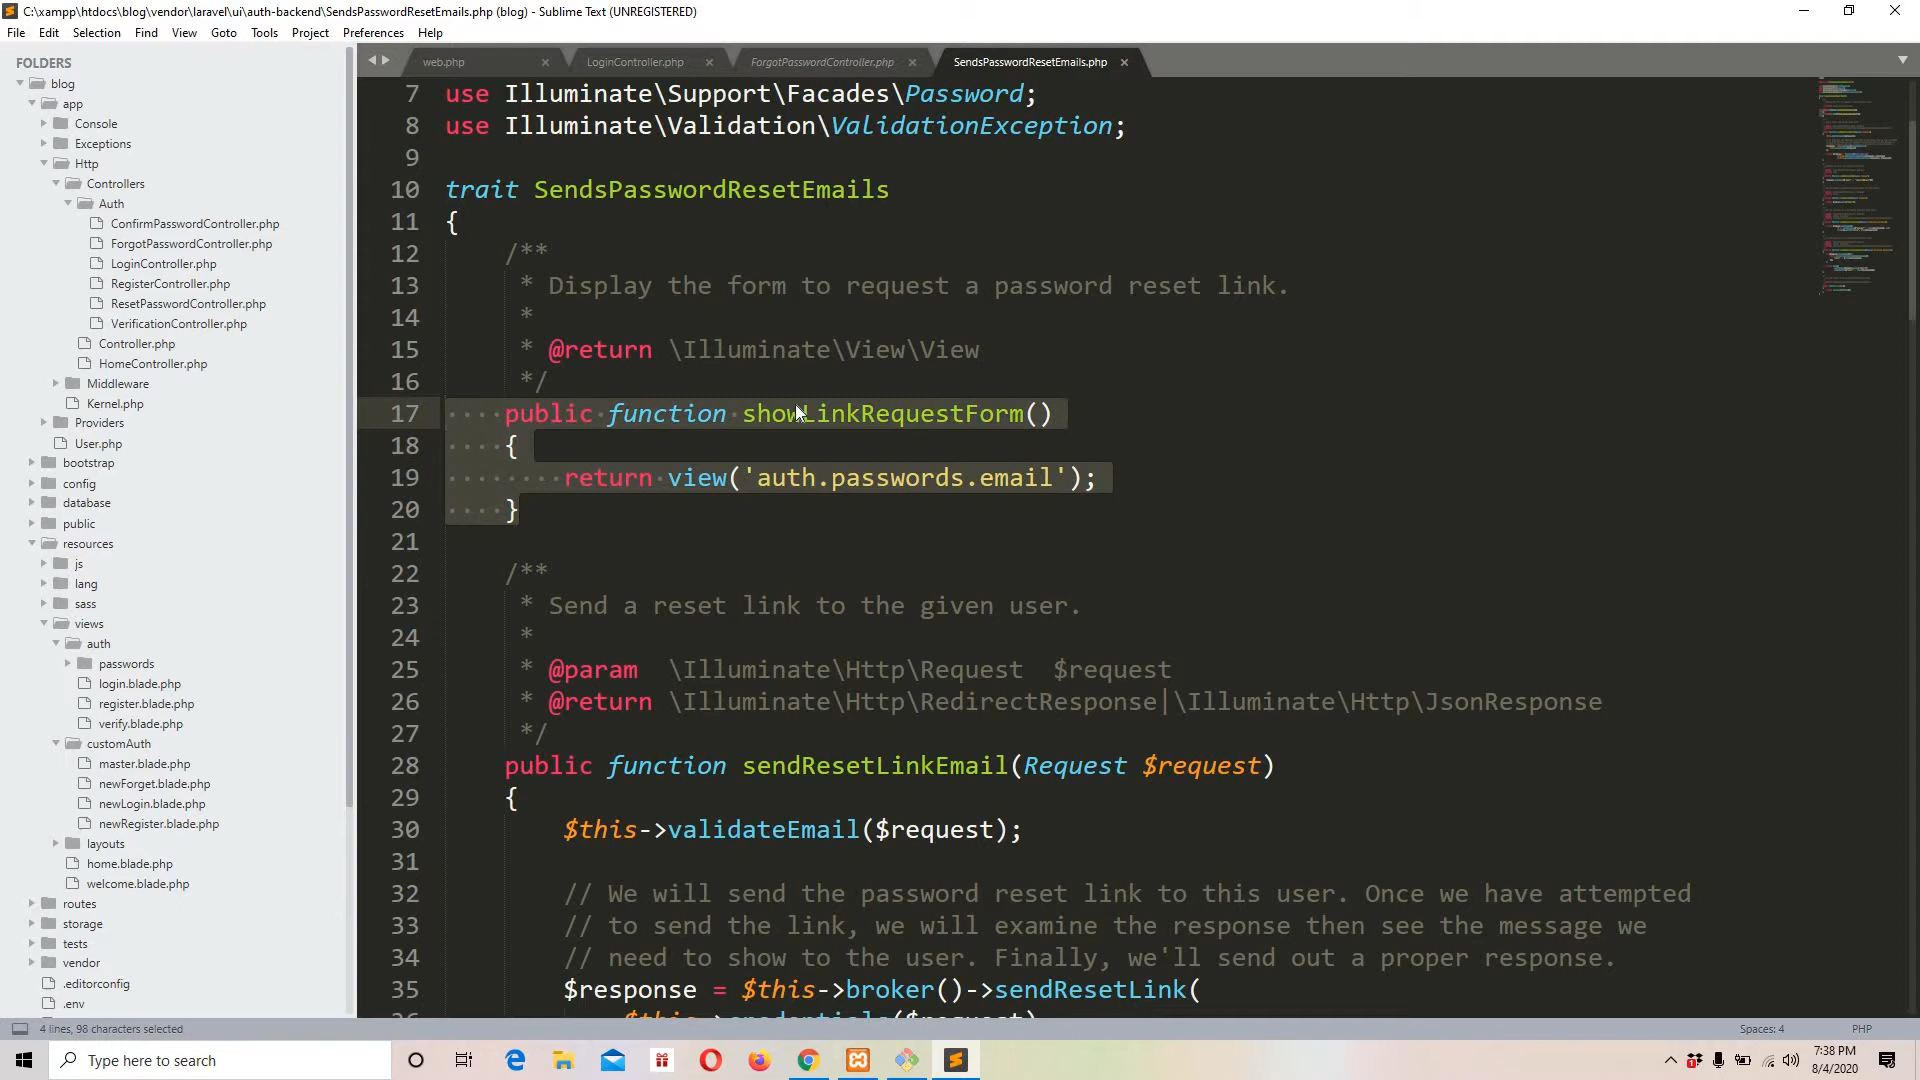 C:\xampp\htdocs\blog\vendor\laravel\ui\auth-backend\SendsPasswordResetEmails.php (blog) - Sublime Text (UNREGISTERED)
File Edit Selection Find View Goto Tools Project Preferences Help
FOLDERS
blog
app
Console
Exceptions
Http
Controllers
Auth
ConfirmPasswordController.php
ForgotPasswordController.php
LoginController.php
RegisterController.php
ResetPasswordController.php
VerificationController.php
Controller.php
HomeController.php
Middleware
Kernel.php
Providers
User.php
bootstrap
config
database
public
resources
js
lang
sass
views
auth
passwords
login.blade.php
register.blade.php
verify.blade.php
customAuth
master.blade.php
newForget.blade.php
newLogin.blade.php
newRegister.blade.php
layouts
home.blade.php
welcome.blade.php
routes
storage
tests
vendor
.editorconfig
.env
web.php LoginController.php ForgotPasswordController.php SendsPasswordResetEmails.php
7 use Illuminate\Support\Facades\Password;
8 use Illuminate\Validation\ValidationException;
9
10 trait SendsPasswordResetEmails
11 {
12 /**
13 * Display the form to request a password reset link.
14 *
15 * @return \Illuminate\View\View
16 */
17 public function showLinkRequestForm()
18 {
19 return view('auth.passwords.email');
20 }
21
22 /**
23 * Send a reset link to the given user.
24 *
25 * @param  \Illuminate\Http\Request  $request
26 * @return \Illuminate\Http\RedirectResponse|\Illuminate\Http\JsonResponse
27 */
28 public function sendResetLinkEmail(Request $request)
29 {
30 $this->validateEmail($request);
31
32 // We will send the password reset link to this user. Once we have attempted
33 // to send the link, we will examine the response then see the message we
34 // need to show to the user. Finally, we'll send out a proper response.
35 $response = $this->broker()->sendResetLink(
36 $this->credentials($request)
4 lines, 98 characters selected Spaces: 4 PHP
Type here to search
7:38 PM
8/4/2020